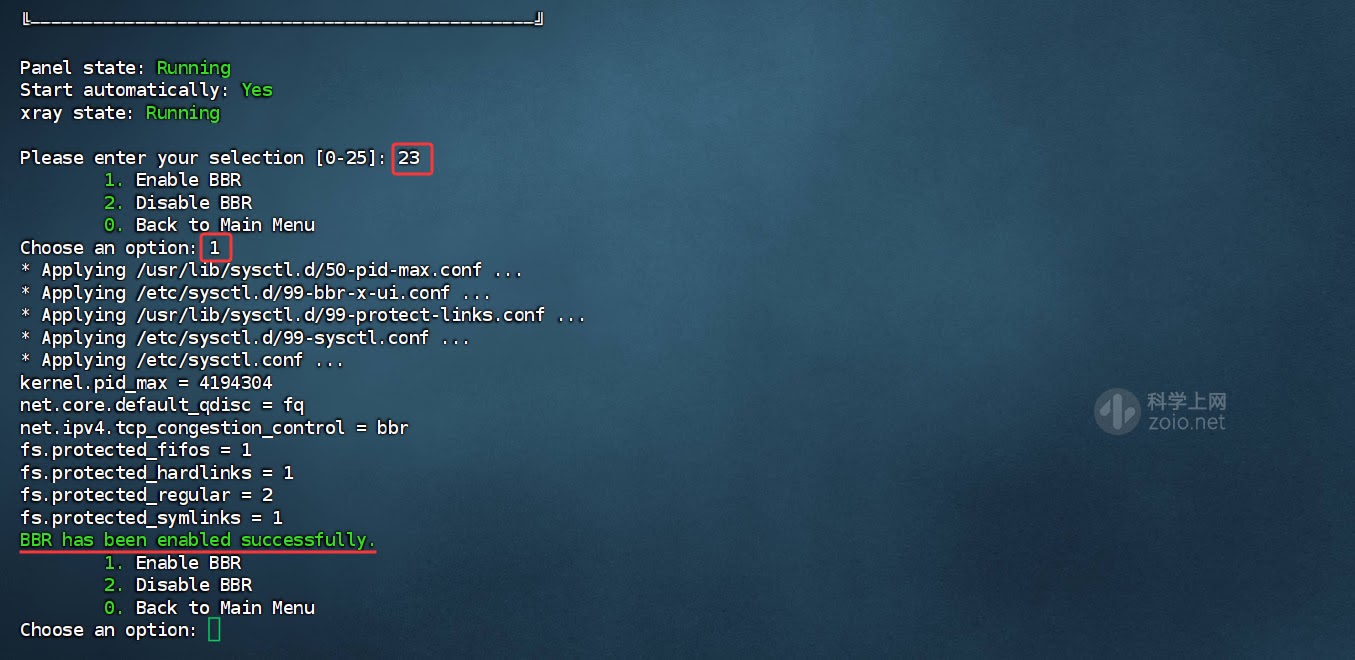 Panel state: Running
Start automatically: Yes
xray state: Running
Please enter your selection [0-25]: 23
1. Enable BBR
2. Disable BBR
0. Back to Main Menu
Choose an option: 1
* Applying /usr/lib/sysctl.d/50-pid-max.conf ...
* Applying /etc/sysctl.d/99-bbr-x-ui.conf ...
* Applying /usr/lib/sysctl.d/99-protect-links.conf ...
* Applying /etc/sysctl.d/99-sysctl.conf ...
* Applying /etc/sysctl.conf ...
kernel.pid_max = 4194304
net.core.default_qdisc = fq
net.ipv4.tcp_congestion_control = bbr
fs.protected_fifos = 1
fs.protected_hardlinks = 1
fs.protected_regular = 2
fs.protected_symlinks = 1
BBR has been enabled successfully.
1. Enable BBR
2. Disable BBR
0. Back to Main Menu
Choose an option:
科学上网
zoio.net